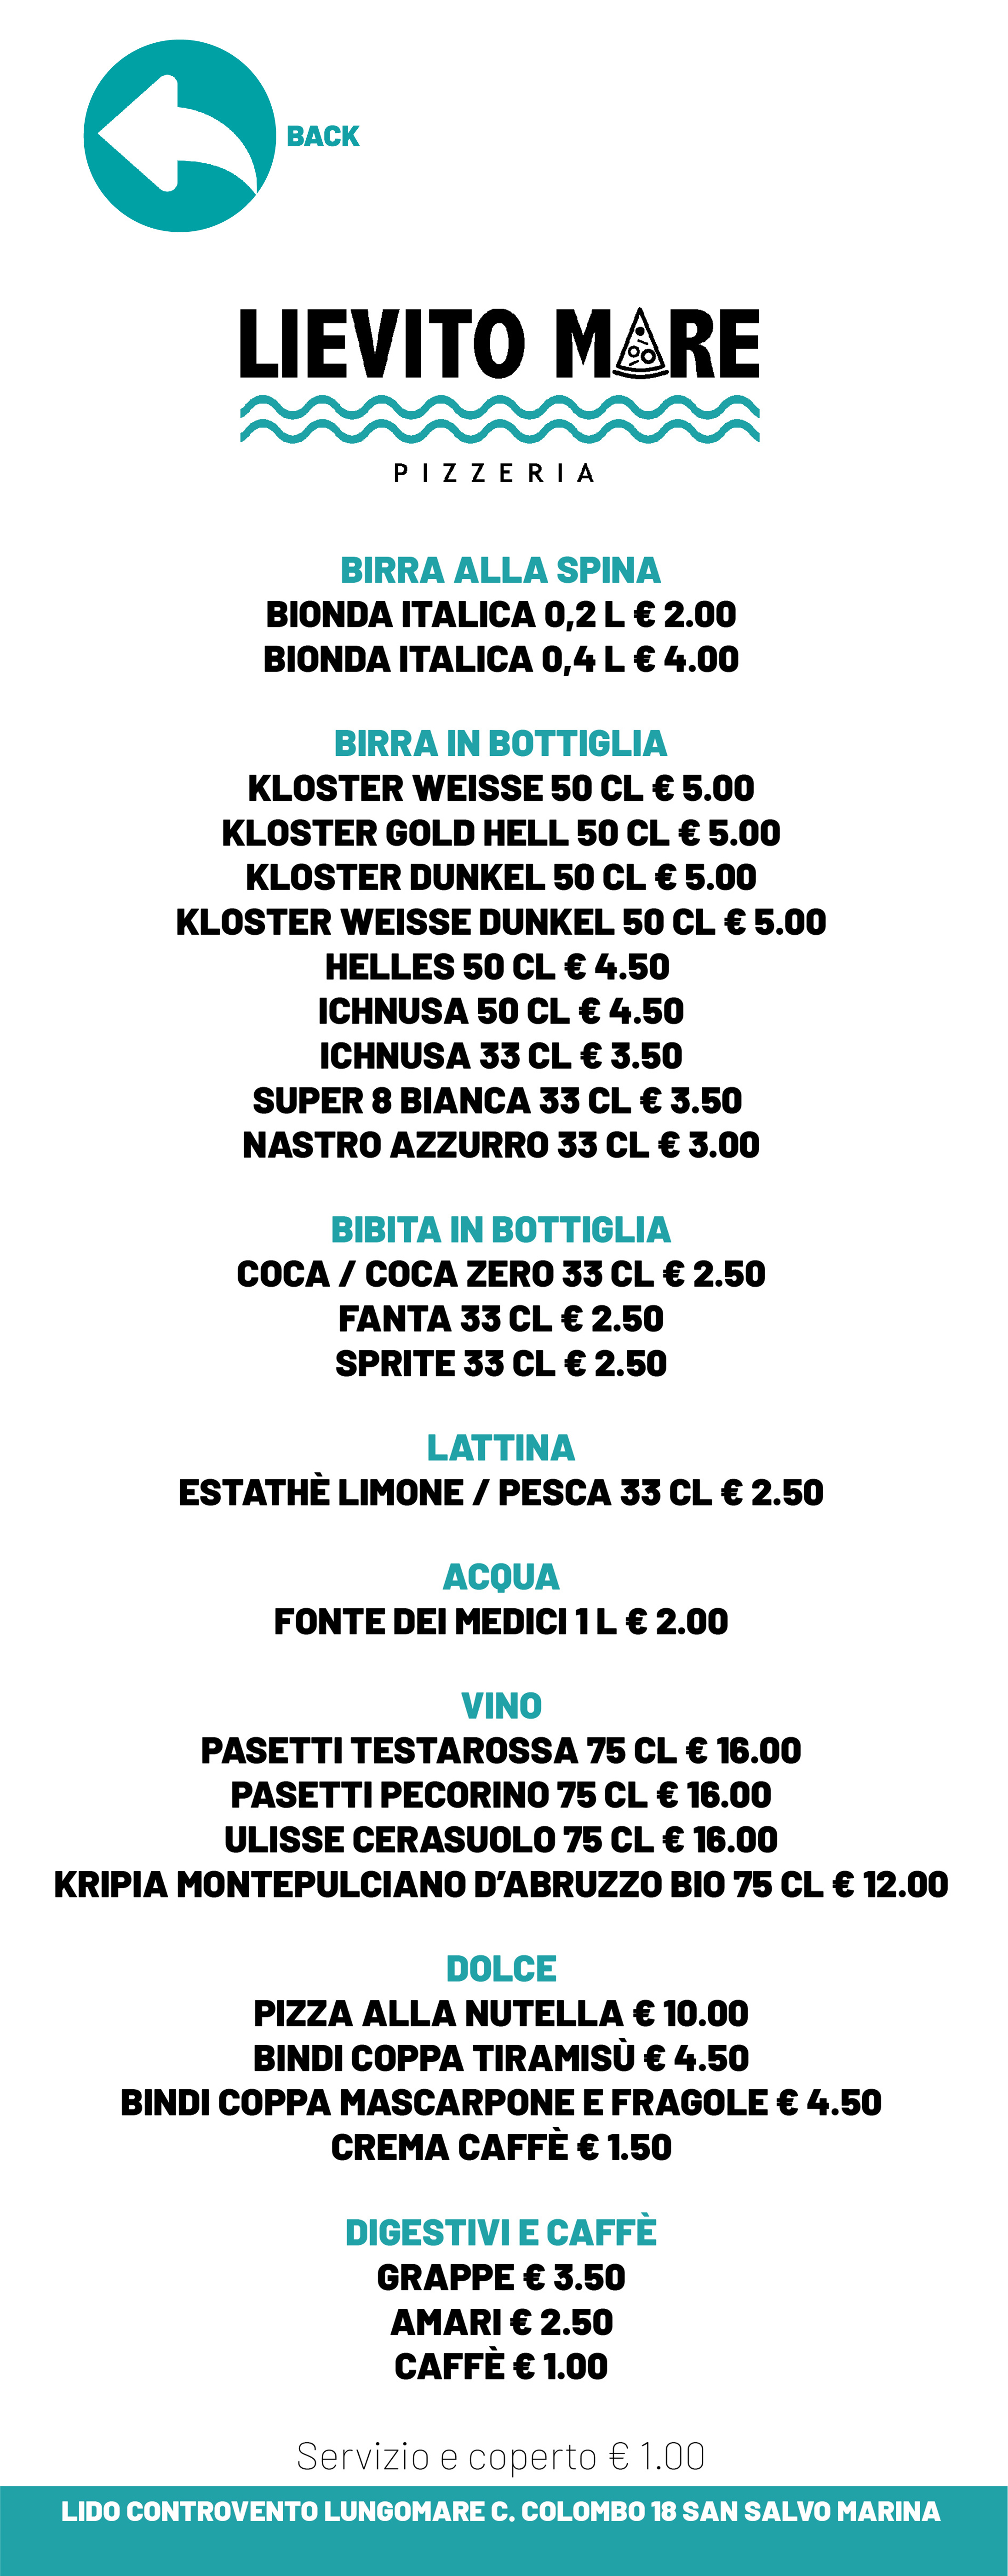 BACK
LIEVITO MARE
PIZZERIA
BIRRA ALLA SPINA
BIONDA ITALICA 0,2 L € 2.00
BIONDA ITALICA 0,4 L € 4.00
BIRRA IN BOTTIGLIA
KLOSTER WEISSE 50 CL € 5.00
KLOSTER GOLD HELL 50 CL € 5.00
KLOSTER DUNKEL 50 CL € 5.00
KLOSTER WEISSE DUNKEL 50 CL € 5.00
HELLES 50 CL € 4.50
ICHNUSA 50 CL € 4.50
ICHNUSA 33 CL € 3.50
SUPER 8 BIANCA 33 CL € 3.50
NASTRO AZZURRO 33 CL € 3.00
BIBITA IN BOTTIGLIA
COCA / COCA ZERO 33 CL € 2.50
FANTA 33 CL € 2.50
SPRITE 33 CL € 2.50
LATTINA
ESTATHÈ LIMONE / PESCA 33 CL € 2.50
ACQUA
FONTE DEI MEDICI 1 L € 2.00
VINO
PASETTI TESTAROSSA 75 CL € 16.00
PASETTI PECORINO 75 CL € 16.00
ULISSE CERASUOLO 75 CL € 16.00
KRIPIA MONTEPULCIANO D’ABRUZZO BIO 75 CL € 12.00
DOLCE
PIZZA ALLA NUTELLA € 10.00
BINDI COPPA TIRAMISÙ € 4.50
BINDI COPPA MASCARPONE E FRAGOLE € 4.50
CREMA CAFFÈ € 1.50
DIGESTIVI E CAFFÈ
GRAPPE € 3.50
AMARI € 2.50
CAFFÈ € 1.00
Servizio e coperto € 1.00
LIDO CONTROVENTO LUNGOMARE C. COLOMBO 18 SAN SALVO MARINA